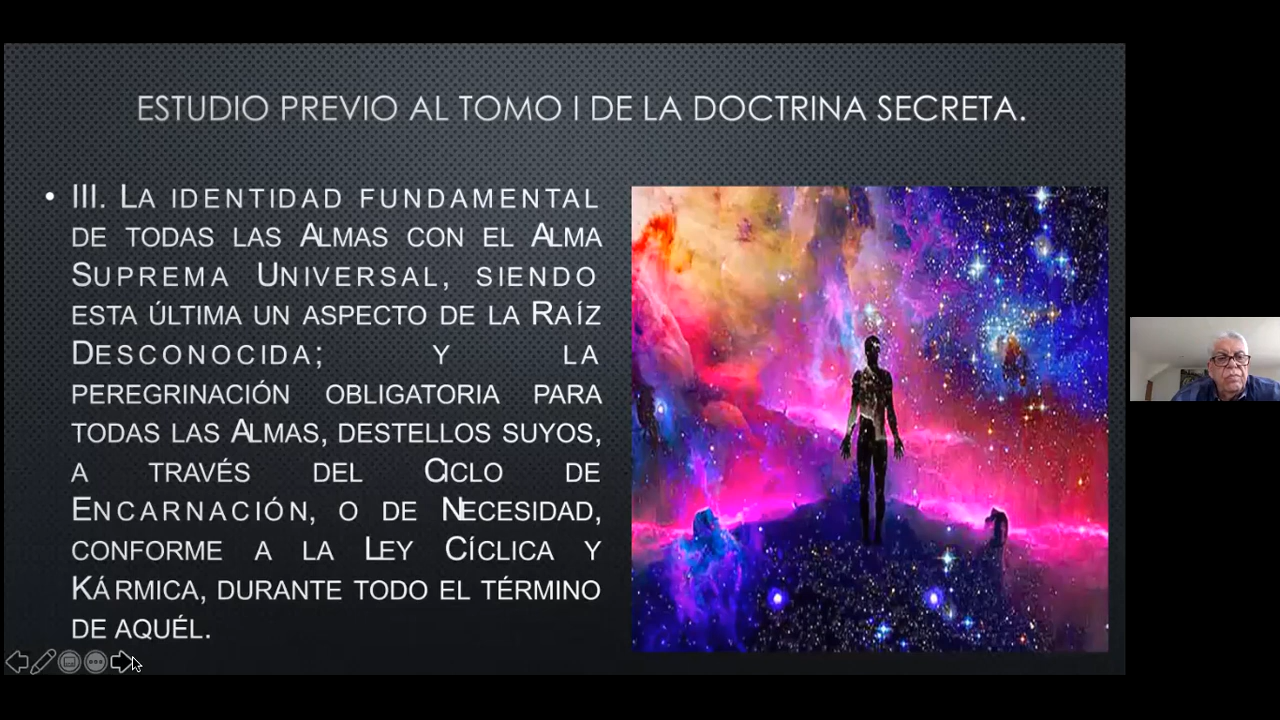 ESTUDIO PREVIO AL TOMO I DE LA DOCTRINA SECRETA.
• III. LA IDENTIDAD FUNDAMENTAL
DE TODAS LAS ALMAS CON EL ALMA
SUPREMA UNIVERSAL, SIENDO
ESTA ÚLTIMA UN ASPECTO DE LA RAÍZ
DESCONOCIDA; Y LA
PEREGRINACIÓN OBLIGATORIA PARA
TODAS LAS ALMAS, DESTELLOS SUYOS,
A TRAVÉS DEL CICLO DE
ENCARNACIÓN, O DE NECESIDAD,
CONFORME A LA LEY CÍCLICA Y
KÁRMICA, DURANTE TODO EL TÉRMINO
DE AQUÉL.